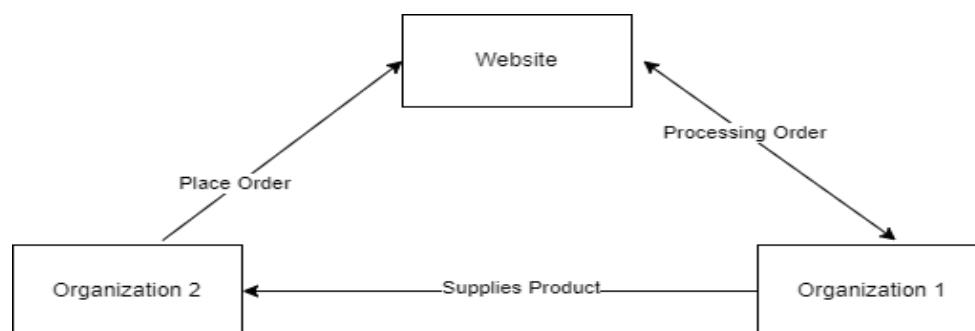 Website
Processing Order
Place Order
Organization 2
Supplies Product
Organization 1